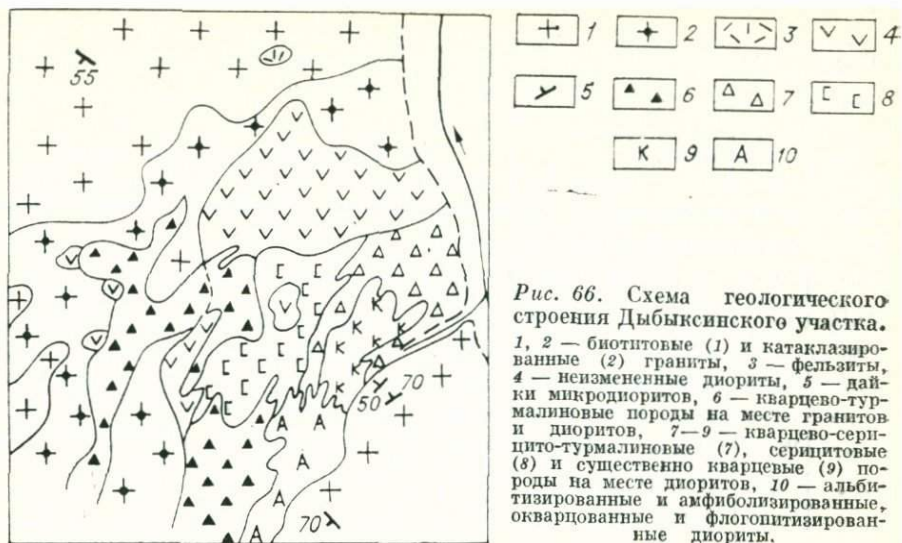 1 2 3 4
5 6 7 8
К 9 А 10
55
К
К К
К
К
К
70
50
А А
А
А
А
70
Рис. 66. Схема геологического
строения Дыбыксинского участка.
1, 2 — биотитовые (1) и катаклазиро-
ванные (2) граниты, 3 — фельзиты,
4 — неизмененные диориты, 5 — дай-
ки микродиоритов, 6 — кварцево-тур-
малиновые породы на месте гранитов
и диоритов, 7—9 — кварцево-сери-
цито-турмалиновые (7), серицитовые
(8) и существенно кварцевые (9) по-
роды на месте диоритов, 10 — альби-
тизированные и амфиболизированные,
окварцованные и флогопитизирован-
ные диориты.